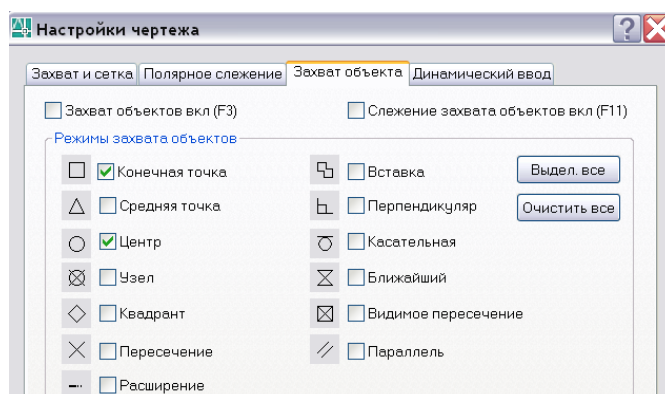 Настройки чертежа
Захват и сетка Полярное слежение Захват объекта Динамический ввод
Захват объектов вкл (F3) Слежение захвата объектов вкл (F11)
Режимы захвата объектов
Конечная точка Вставка Выдел. все
Средняя точка Перпендикуляр Очистить все
Центр Касательная
Узел Ближайший
Квадрант Видимое пересечение
Пересечение Параллель
Расширение